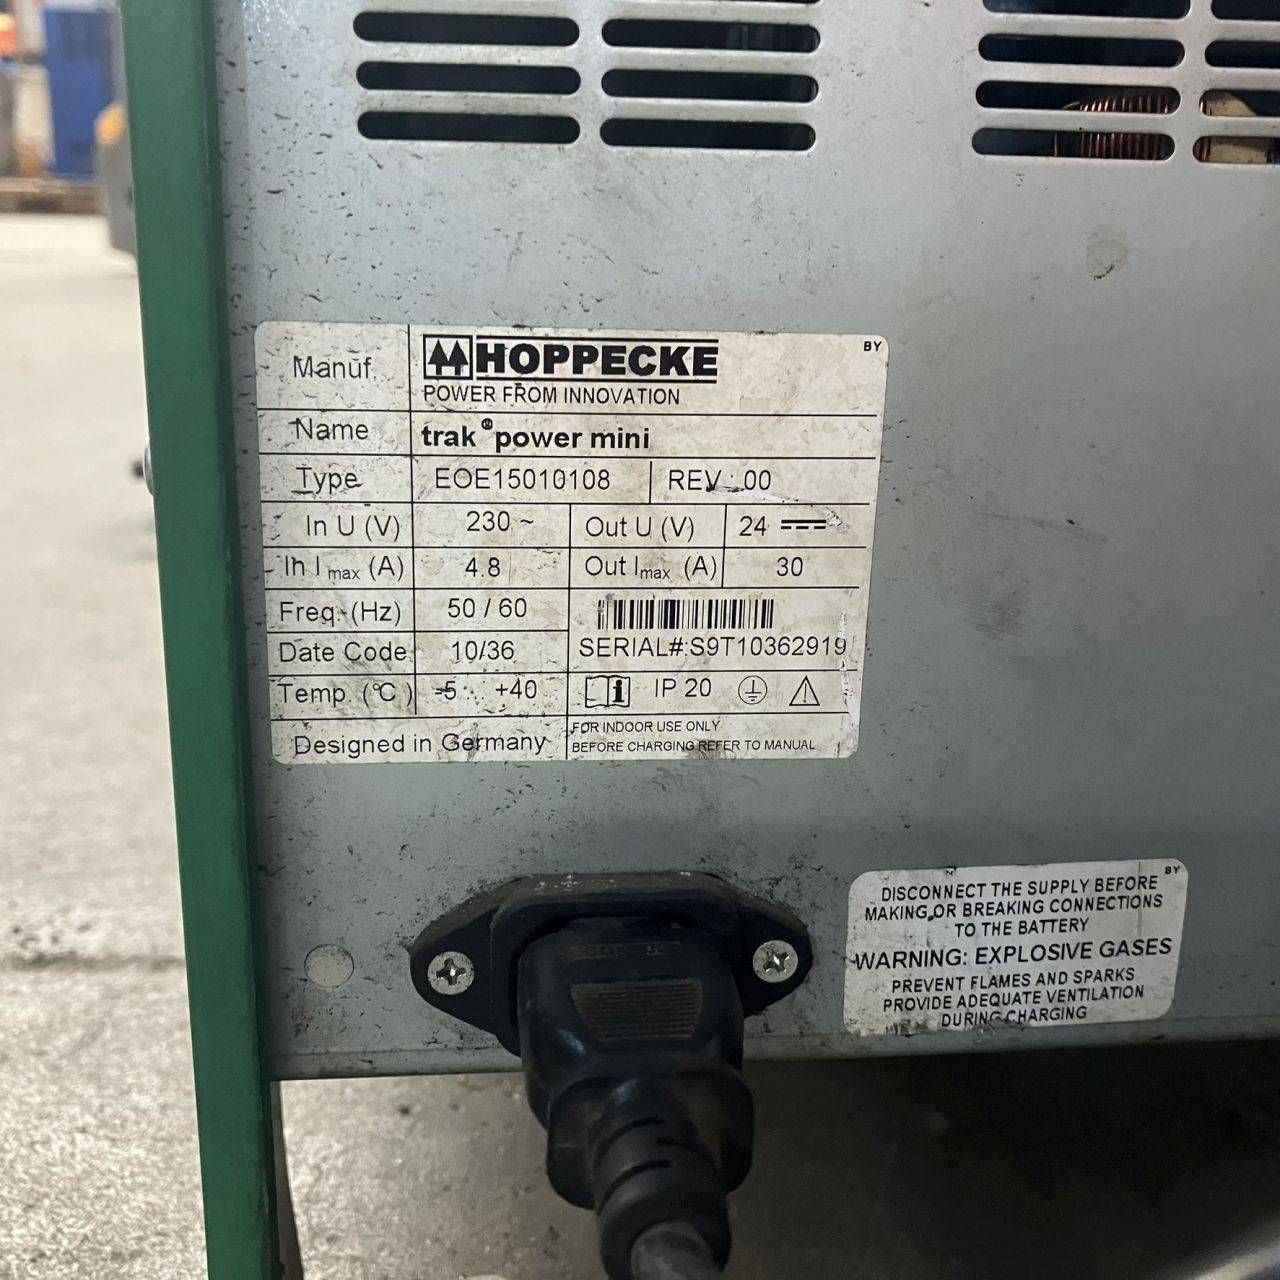 Manuf.
HOPPECKE
BY
POWER FROM INNOVATION
Name
trak® power mini
Type
EOE15010108
REV : 00
In U (V)
230 ~
Out U (V)
24
In Imax (A)
4.8
Out Imax (A)
30
Freq. (Hz)
50 / 60
Date Code
10/36
SERIAL#:S9T10362919
Temp. (°C)
-5 ... +40
i
IP 20
Designed in Germany
FOR INDOOR USE ONLY
BEFORE CHARGING REFER TO MANUAL
BY
DISCONNECT THE SUPPLY BEFORE
MAKING OR BREAKING CONNECTIONS
TO THE BATTERY
WARNING: EXPLOSIVE GASES
PREVENT FLAMES AND SPARKS
PROVIDE ADEQUATE VENTILATION
DURING CHARGING